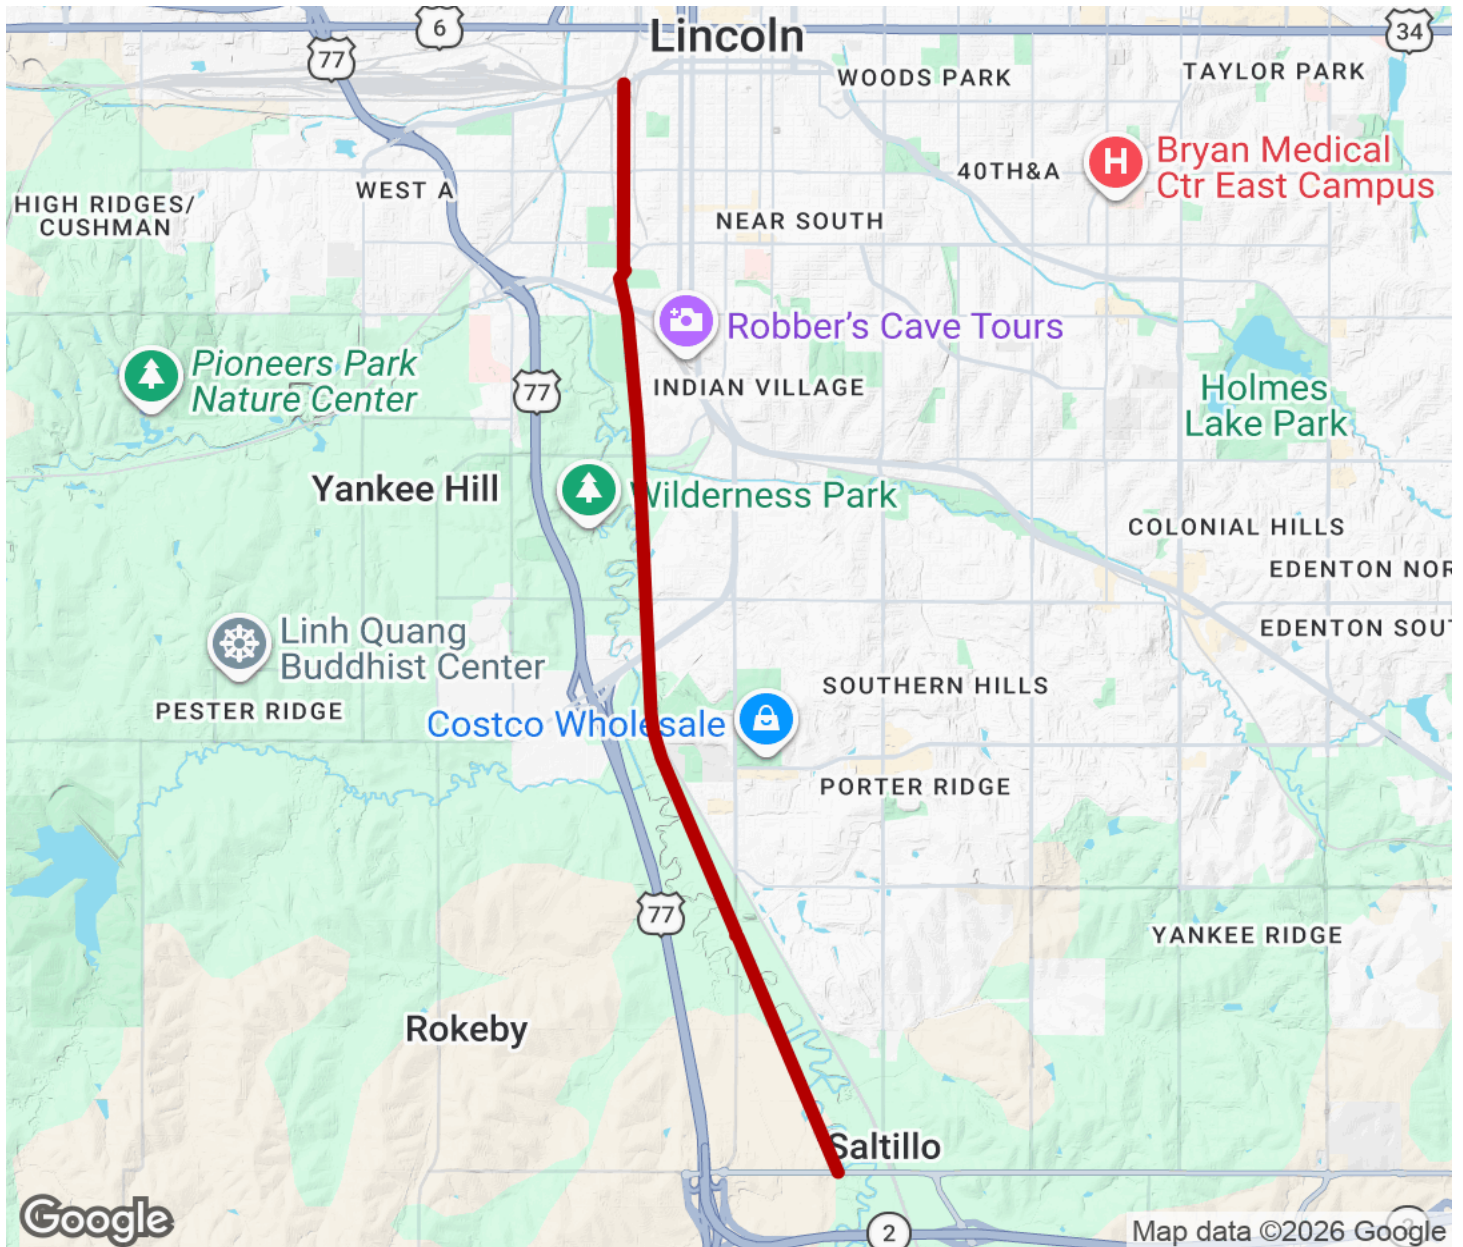 6
Lincoln
34
77
WOODS PARK
TAYLOR PARK
Bryan Medical
Ctr East Campus
40TH&A
WEST A
HIGH RIDGES/
CUSHMAN
NEAR SOUTH
Robber's Cave Tours
Pioneers Park
Nature Center
77
INDIAN VILLAGE
Holmes
Lake Park
Yankee Hill
Wilderness Park
COLONIAL HILLS
EDENTON NOR
EDENTON SOU
Linh Quang
Buddhist Center
SOUTHERN HILLS
PESTER RIDGE
Costco Wholesale
PORTER RIDGE
77
YANKEE RIDGE
Rokeby
Saltillo
Google
2
2
Map data ©2026 Google